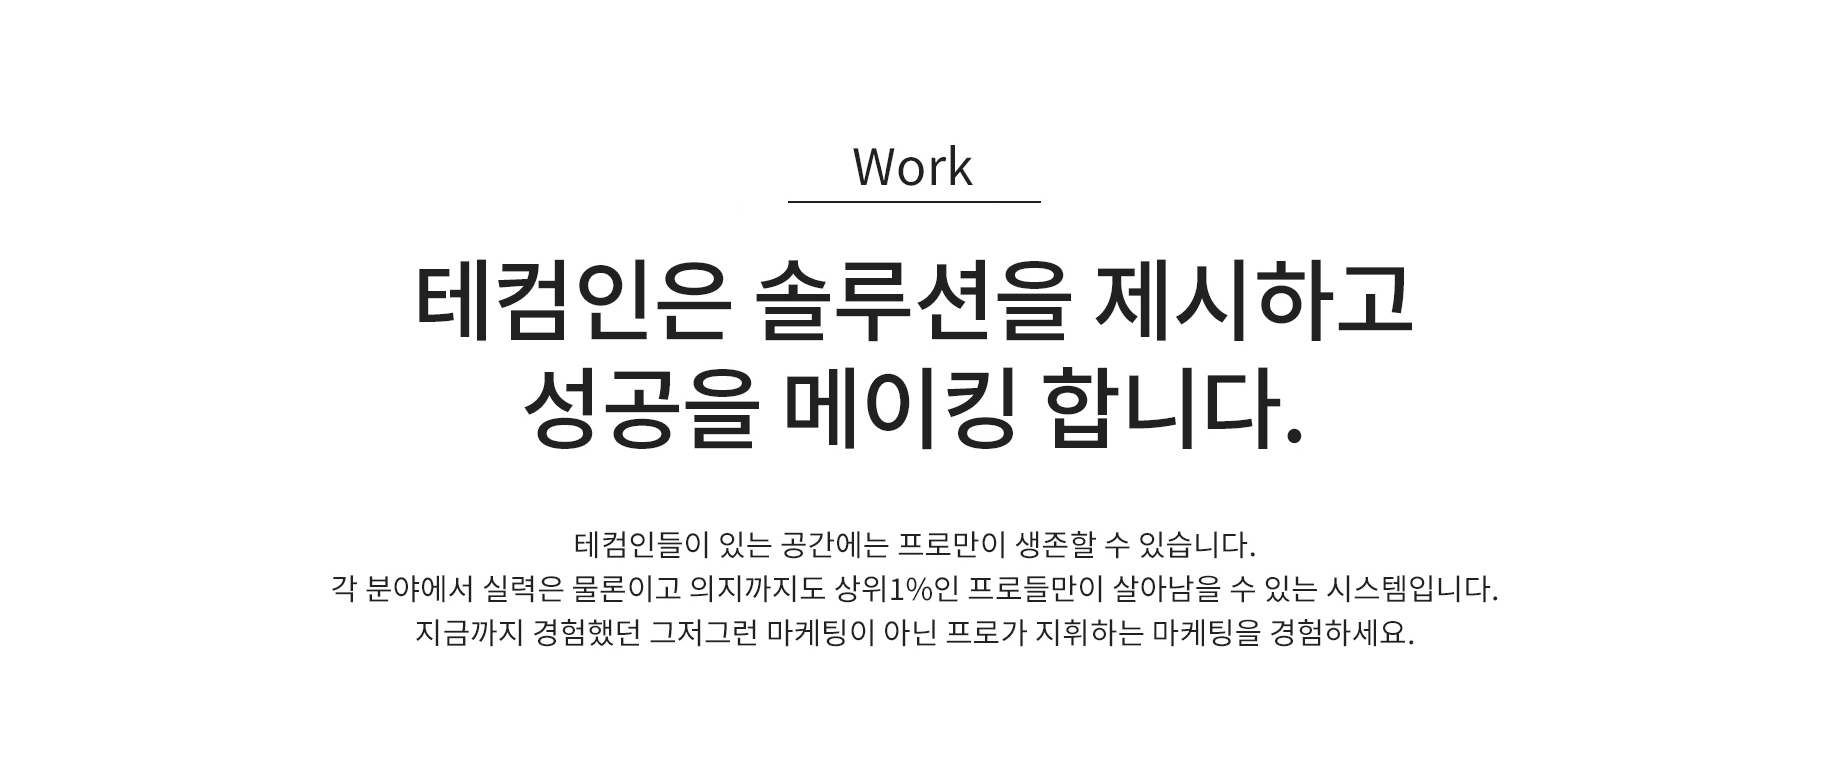 Work
테컴인은 솔루션을 제시하고
성공을 메이킹 합니다.
테컴인들이 있는 공간에는 프로만이 생존할 수 있습니다.
각 분야에서 실력은 물론이고 의지까지도 상위1%인 프로들만이 살아남을 수 있는 시스템입니다.
지금까지 경험했던 그저그런 마케팅이 아닌 프로가 지휘하는 마케팅을 경험하세요.